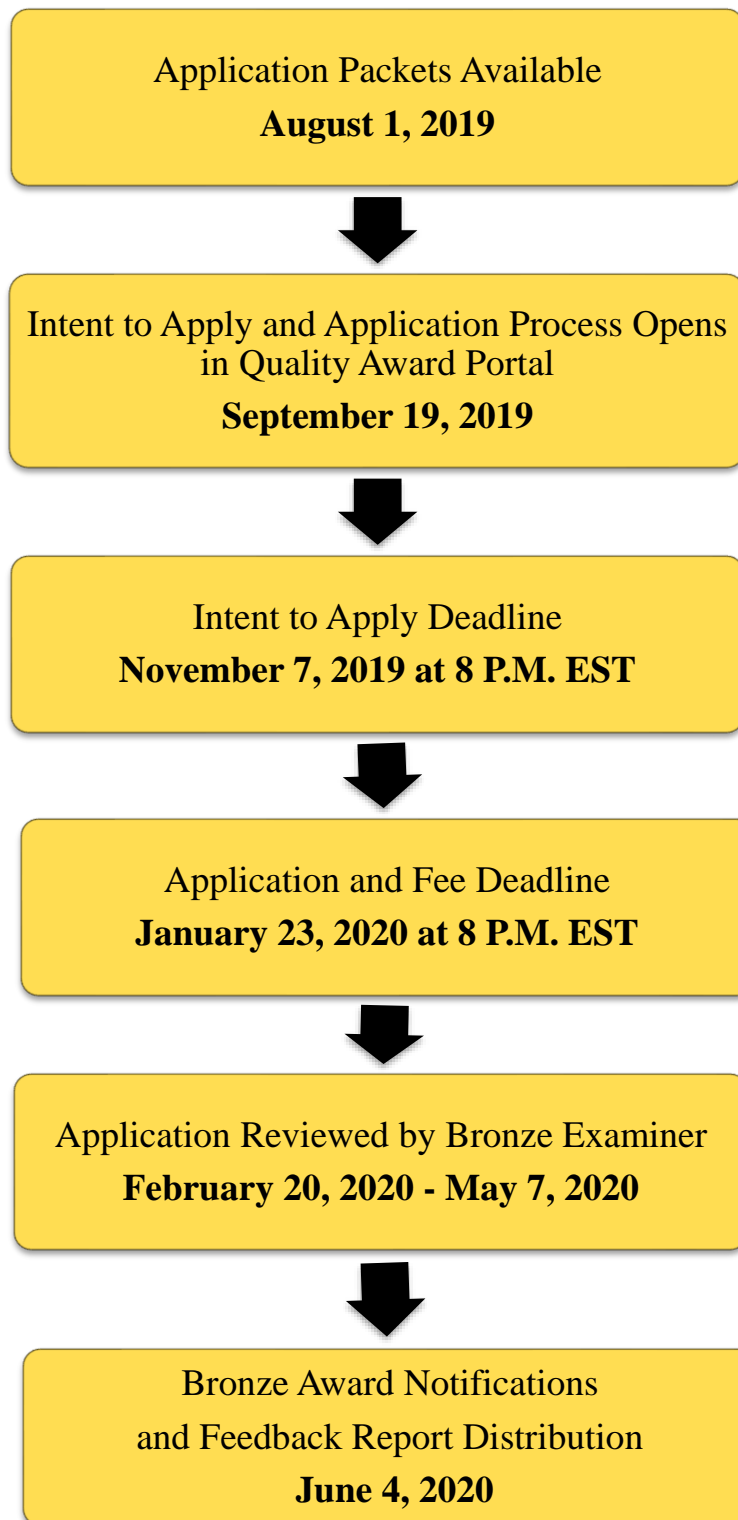 Application Packets Available
August 1, 2019
Intent to Apply and Application Process Opens
in Quality Award Portal
September 19, 2019
Intent to Apply Deadline
November 7, 2019 at 8 P.M. EST
Application and Fee Deadline
January 23, 2020 at 8 P.M. EST
Application Reviewed by Bronze Examiner
February 20, 2020 - May 7, 2020
Bronze Award Notifications
and Feedback Report Distribution
June 4, 2020